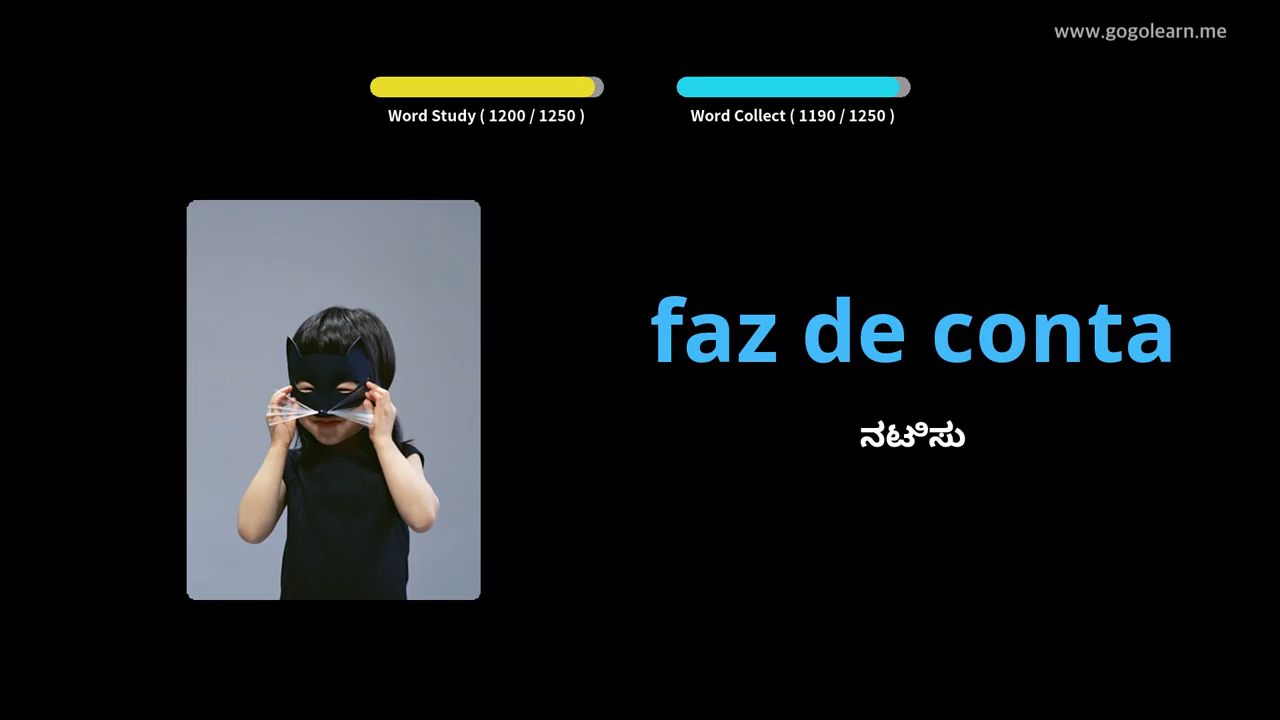 www.gogolearn.me
Word Study ( 1200 / 1250 )
Word Collect ( 1190 / 1250 )
faz de conta
ನಟಿಸು